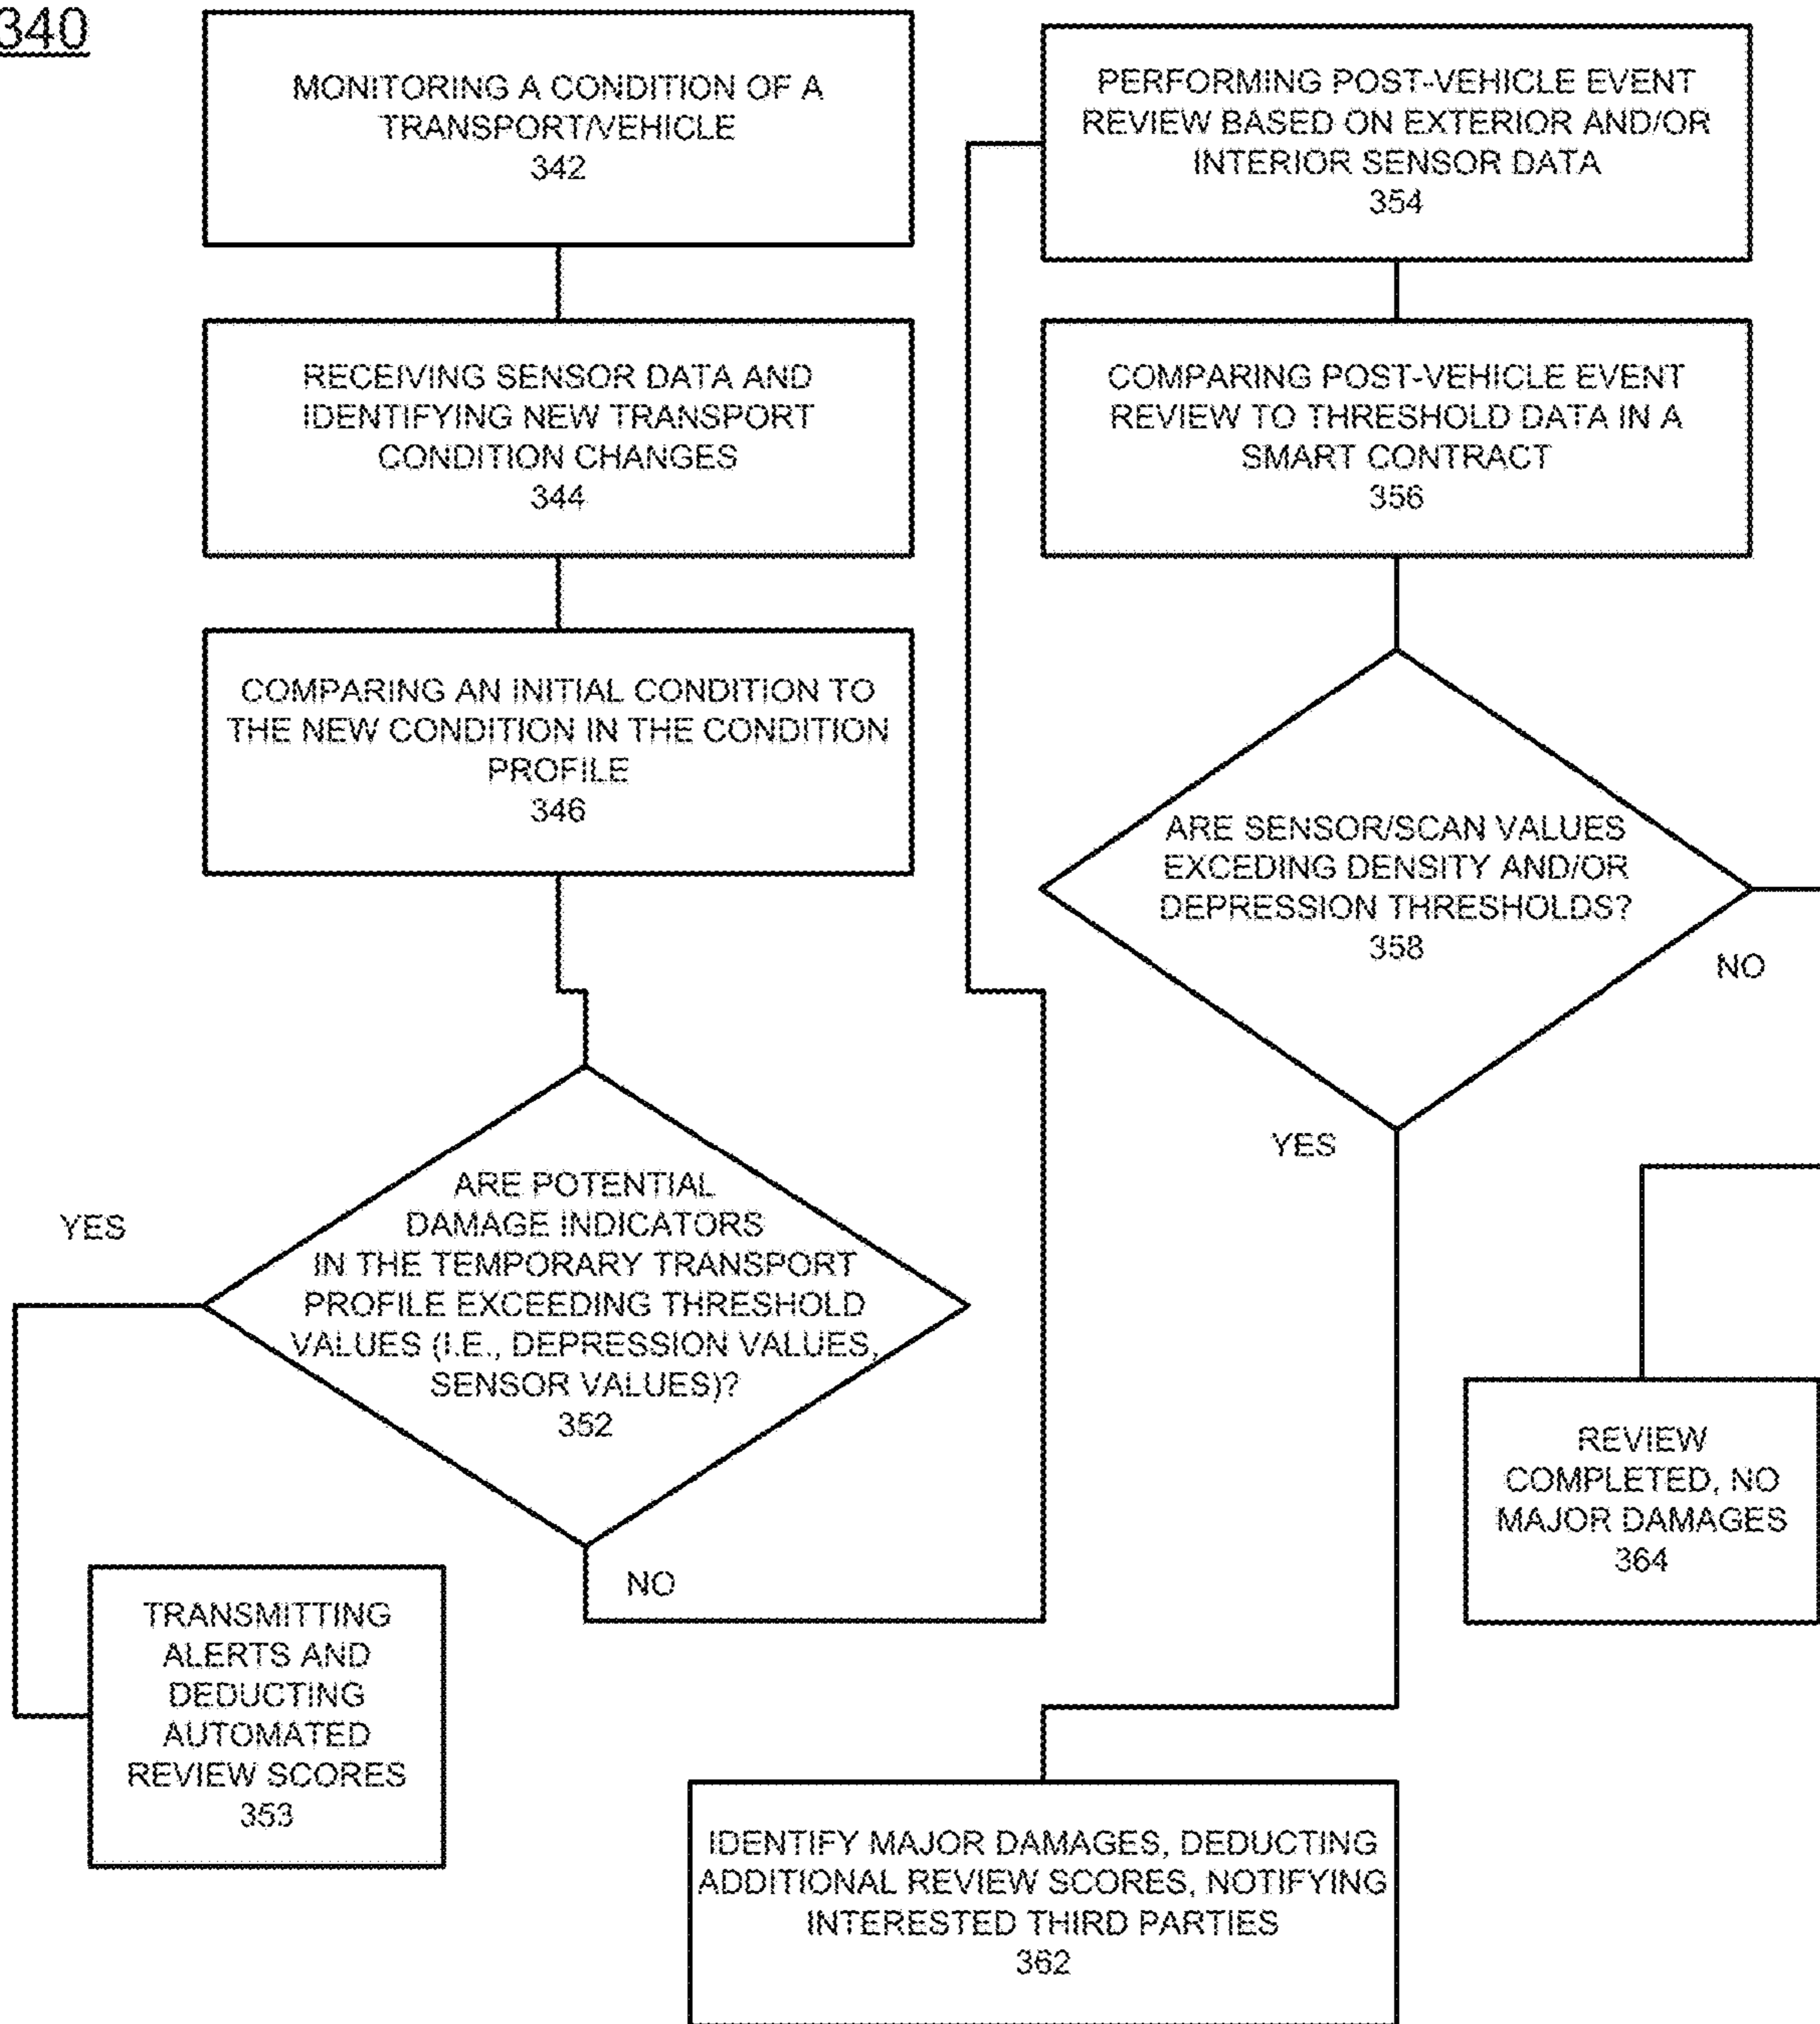 340
MONITORING A CONDITION OF A
TRANSPORT/VEHICLE
342
RECEIVING SENSOR DATA AND
IDENTIFYING NEW TRANSPORT
CONDITION CHANGES
344
COMPARING AN INITIAL CONDITION TO
THE NEW CONDITION IN THE CONDITION
PROFILE
346
ARE POTENTIAL
DAMAGE INDICATORS
IN THE TEMPORARY TRANSPORT
PROFILE EXCEEDING THRESHOLD
VALUES (I.E., DEPRESSION VALUES,
SENSOR VALUES)?
352
YES
NO
TRANSMITTING
ALERTS AND
DEDUCTING
AUTOMATED
REVIEW SCORES
353
PERFORMING POST-VEHICLE EVENT
REVIEW BASED ON EXTERIOR AND/OR
INTERIOR SENSOR DATA
354
COMPARING POST-VEHICLE EVENT
REVIEW TO THRESHOLD DATA IN A
SMART CONTRACT
356
ARE SENSOR/SCAN VALUES
EXCEDING DENSITY AND/OR
DEPRESSION THRESHOLDS?
358
NO
YES
REVIEW
COMPLETED, NO
MAJOR DAMAGES
364
IDENTIFY MAJOR DAMAGES, DEDUCTING
ADDITIONAL REVIEW SCORES, NOTIFYING
INTERESTED THIRD PARTIES
362